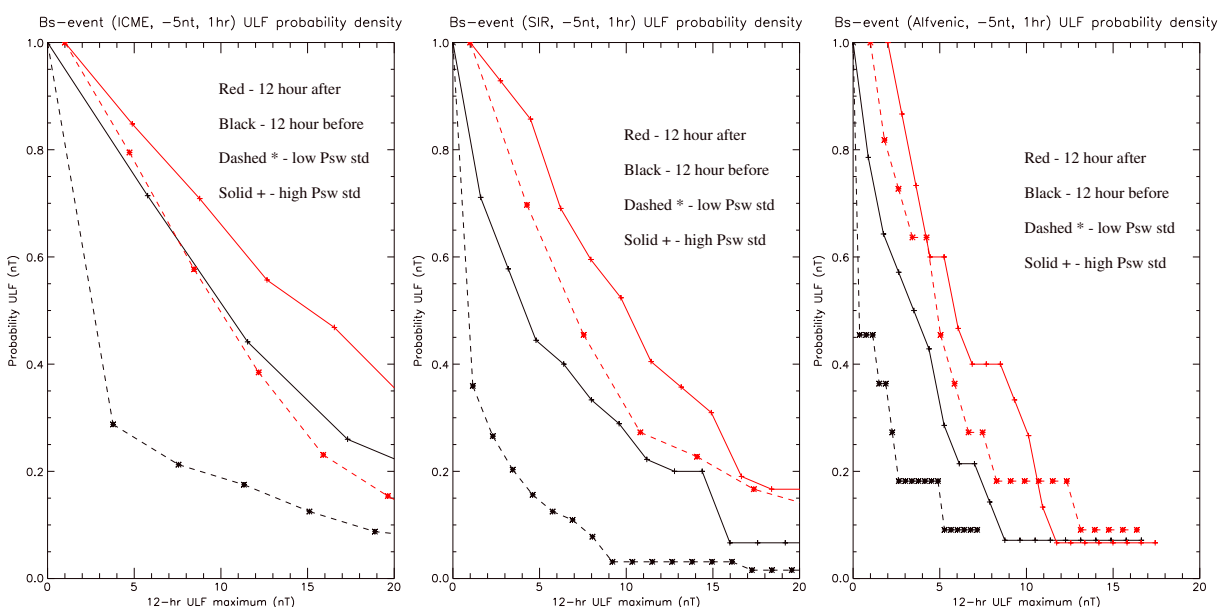 Bs-event (ICME, -5nt, 1hr) ULF probability density
Probability ULF (nT)
1.0
0.8
0.6
0.4
0.2
0.0
Red - 12 hour after
Black - 12 hour before
Dashed * - low Psw std
Solid + - high Psw std
0 5 10 15 20
12-hr ULF maximum (nT)
Bs-event (SIR, -5nt, 1hr) ULF probability density
Probability ULF (nT)
1.0
0.8
0.6
0.4
0.2
0.0
Red - 12 hour after
Black - 12 hour before
Dashed * - low Psw std
Solid + - high Psw std
0 5 10 15 20
12-hr ULF maximum (nT)
Bs-event (Alfvenic, -5nt, 1hr) ULF probability density
Probability ULF (nT)
1.0
0.8
0.6
0.4
0.2
0.0
Red - 12 hour after
Black - 12 hour before
Dashed * - low Psw std
Solid + - high Psw std
0 5 10 15 20
12-hr ULF maximum (nT)